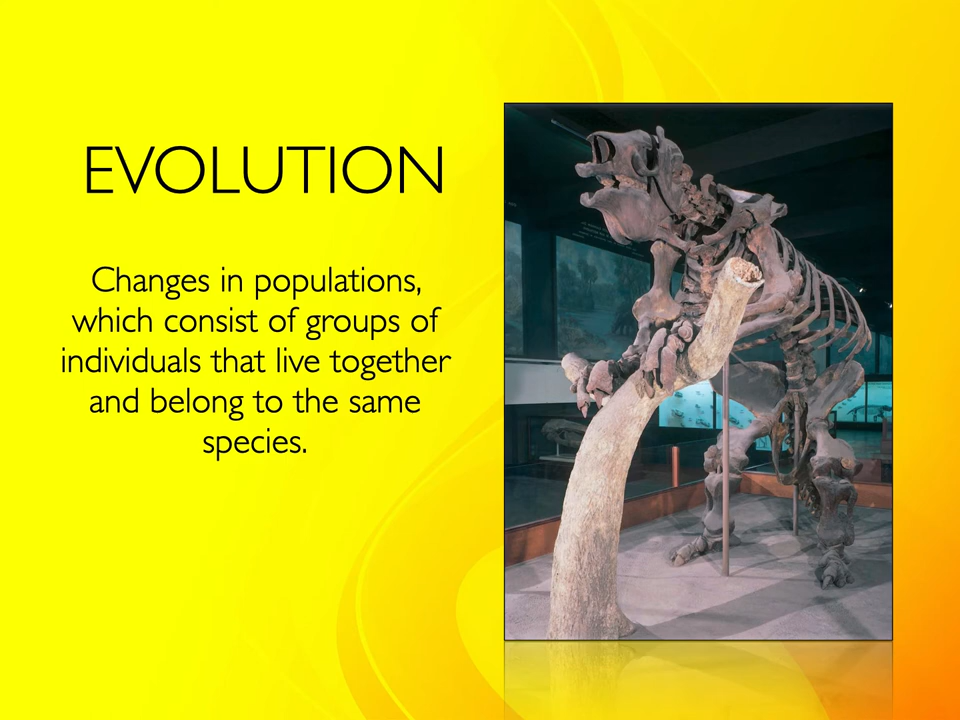 EVOLUTION
Changes in populations,
which consist of groups of
individuals that live together
and belong to the same
species.